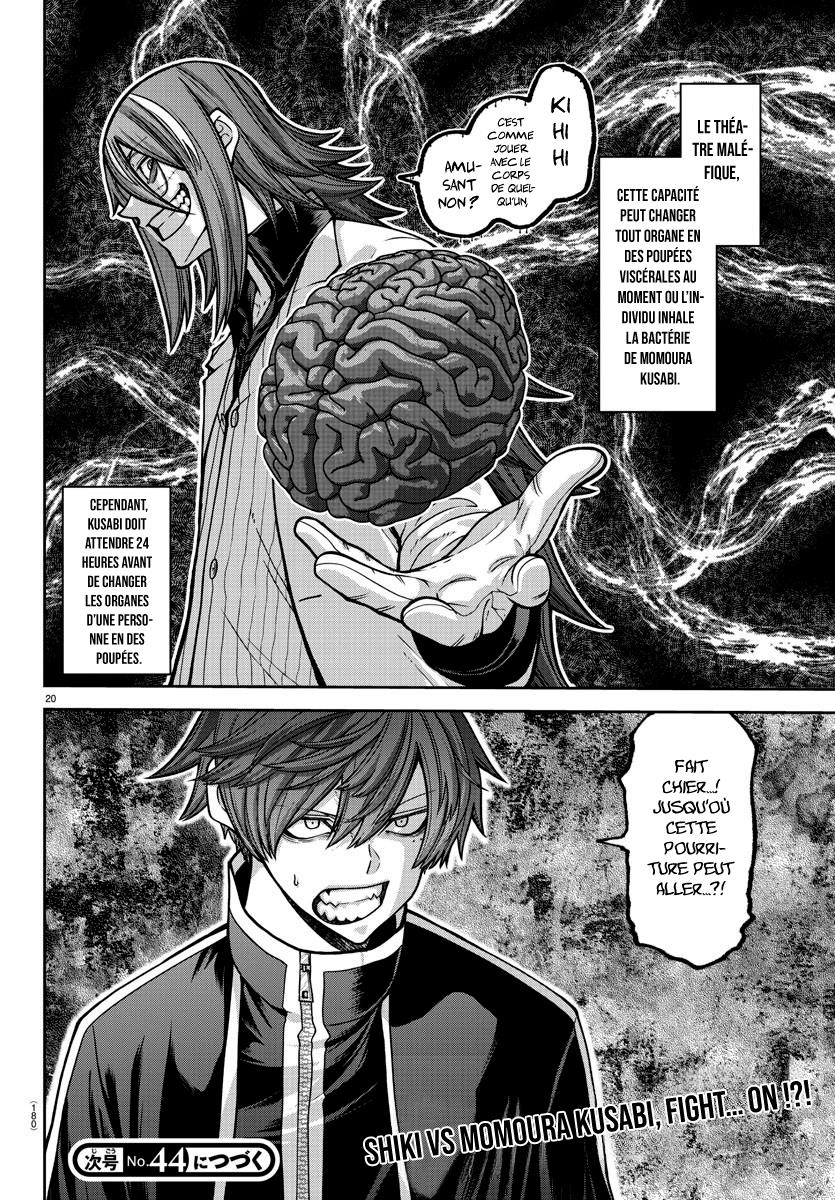 LE THÉA-
TRE MALÉ-
FIQUE,
CETTE CAPACITÉ
PEUT CHANGER
TOUT ORGANE EN
DES POUPÉES
VISCÉRALES AU
MOMENT OU L'IN-
DIVIDU INHALE
LA BACTÉRIE
DE MOMOURA
KUSABI.
KI
HI
HI
C'EST
COMME
JOUER
AVEC LE
CORPS
DE QUEL-
QU'UN,
AMU-
SANT
NON?
CEPENDANT,
KUSABI DOIT
ATTENDRE 24
HEURES AVANT
DE CHANGER
LES ORGANES
D'UNE PERSON-
NE EN DES
POUPÉES.
20
FAIT
CHIER...!
JUSQU'OÙ
CETTE
POURRI-
TURE PEUT
ALLER...?!
SHIKI VS MOMOURA KUSABI, FIGHT... ON !?!
(180)
じごう
次号 No.44につづく